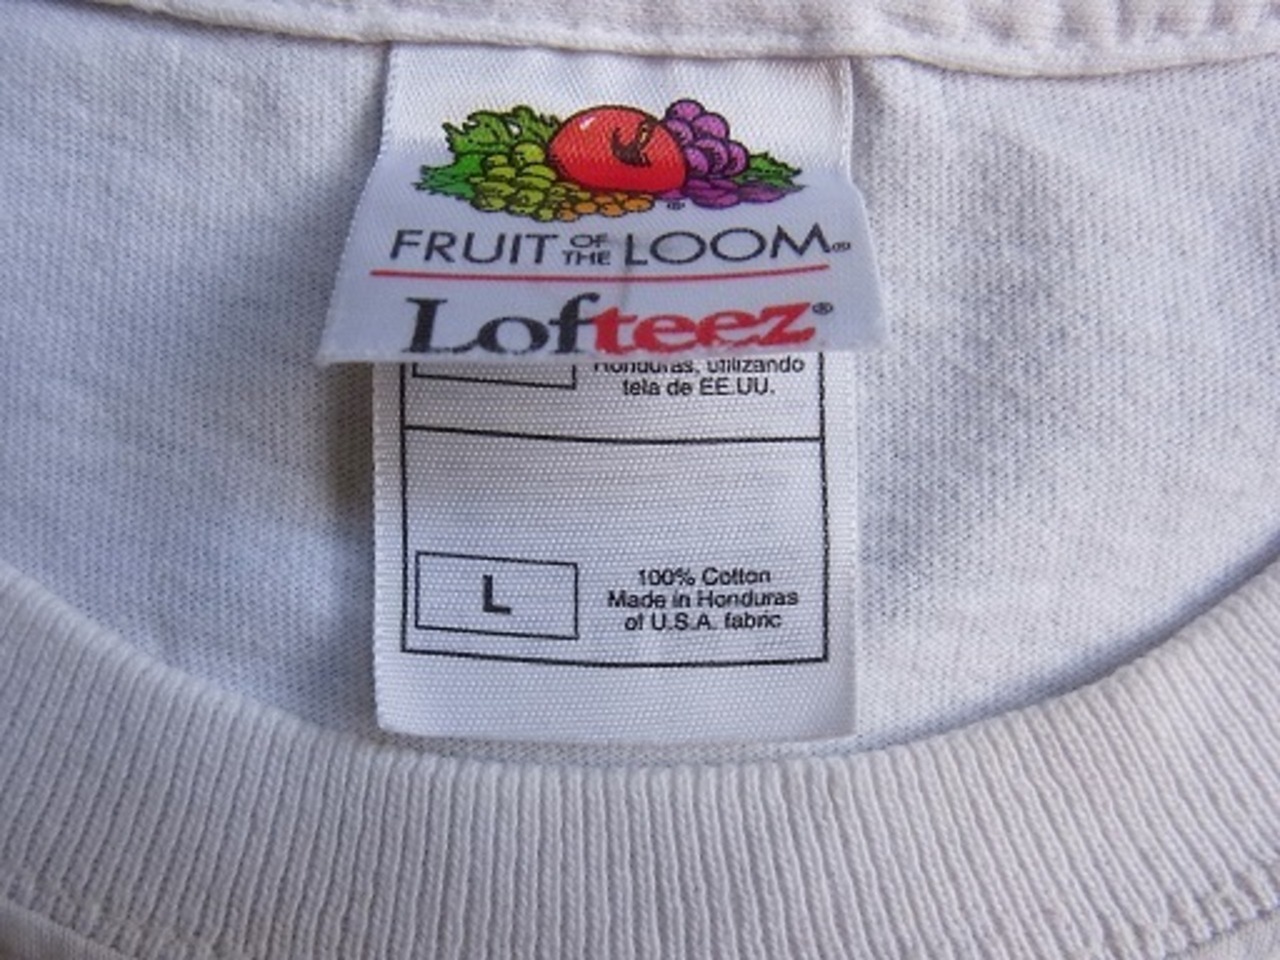 FRUIT OF THE LOOM®
Lofteez®
Honduras, utilizando
tela de EE.UU.
L
100% Cotton
Made in Honduras
of U.S.A. fabric